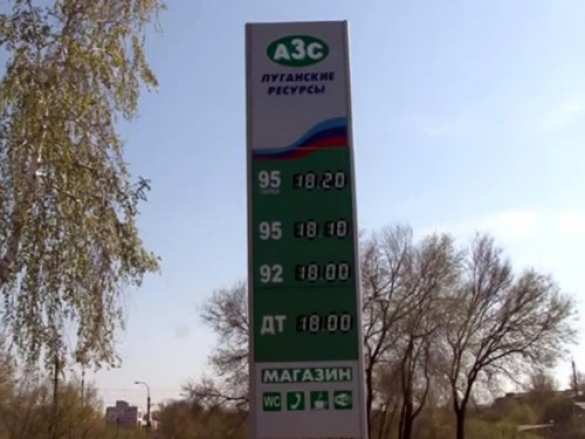 АЗС
ЛУГАНСКИЕ
РЕСУРСЫ
95 18.20
95 18.10
92 18.00
ДТ 18.00
МАГАЗИН
WC